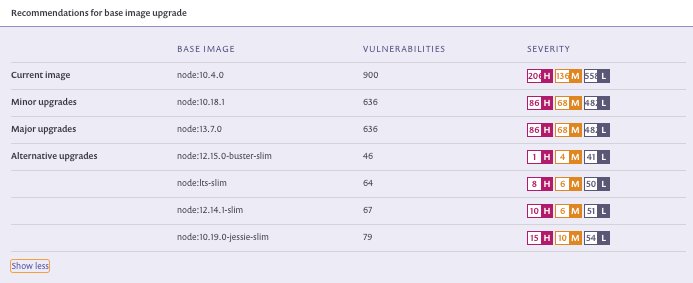 Recommendations for base image upgrade
BASE IMAGE VULNERABILITIES SEVERITY
Current image node:10.4.0 900 206 H 136 M 558 L
Minor upgrades node:10.18.1 636 86 H 68 M 482 L
Major upgrades node:13.7.0 636 86 H 68 M 482 L
Alternative upgrades node:12.15.0-buster-slim 46 1 H 4 M 41 L
node:lts-slim 64 8 H 6 M 50 L
node:12.14.1-slim 67 10 H 6 M 51 L
node:10.19.0-jessie-slim 79 15 H 10 M 54 L
Show less